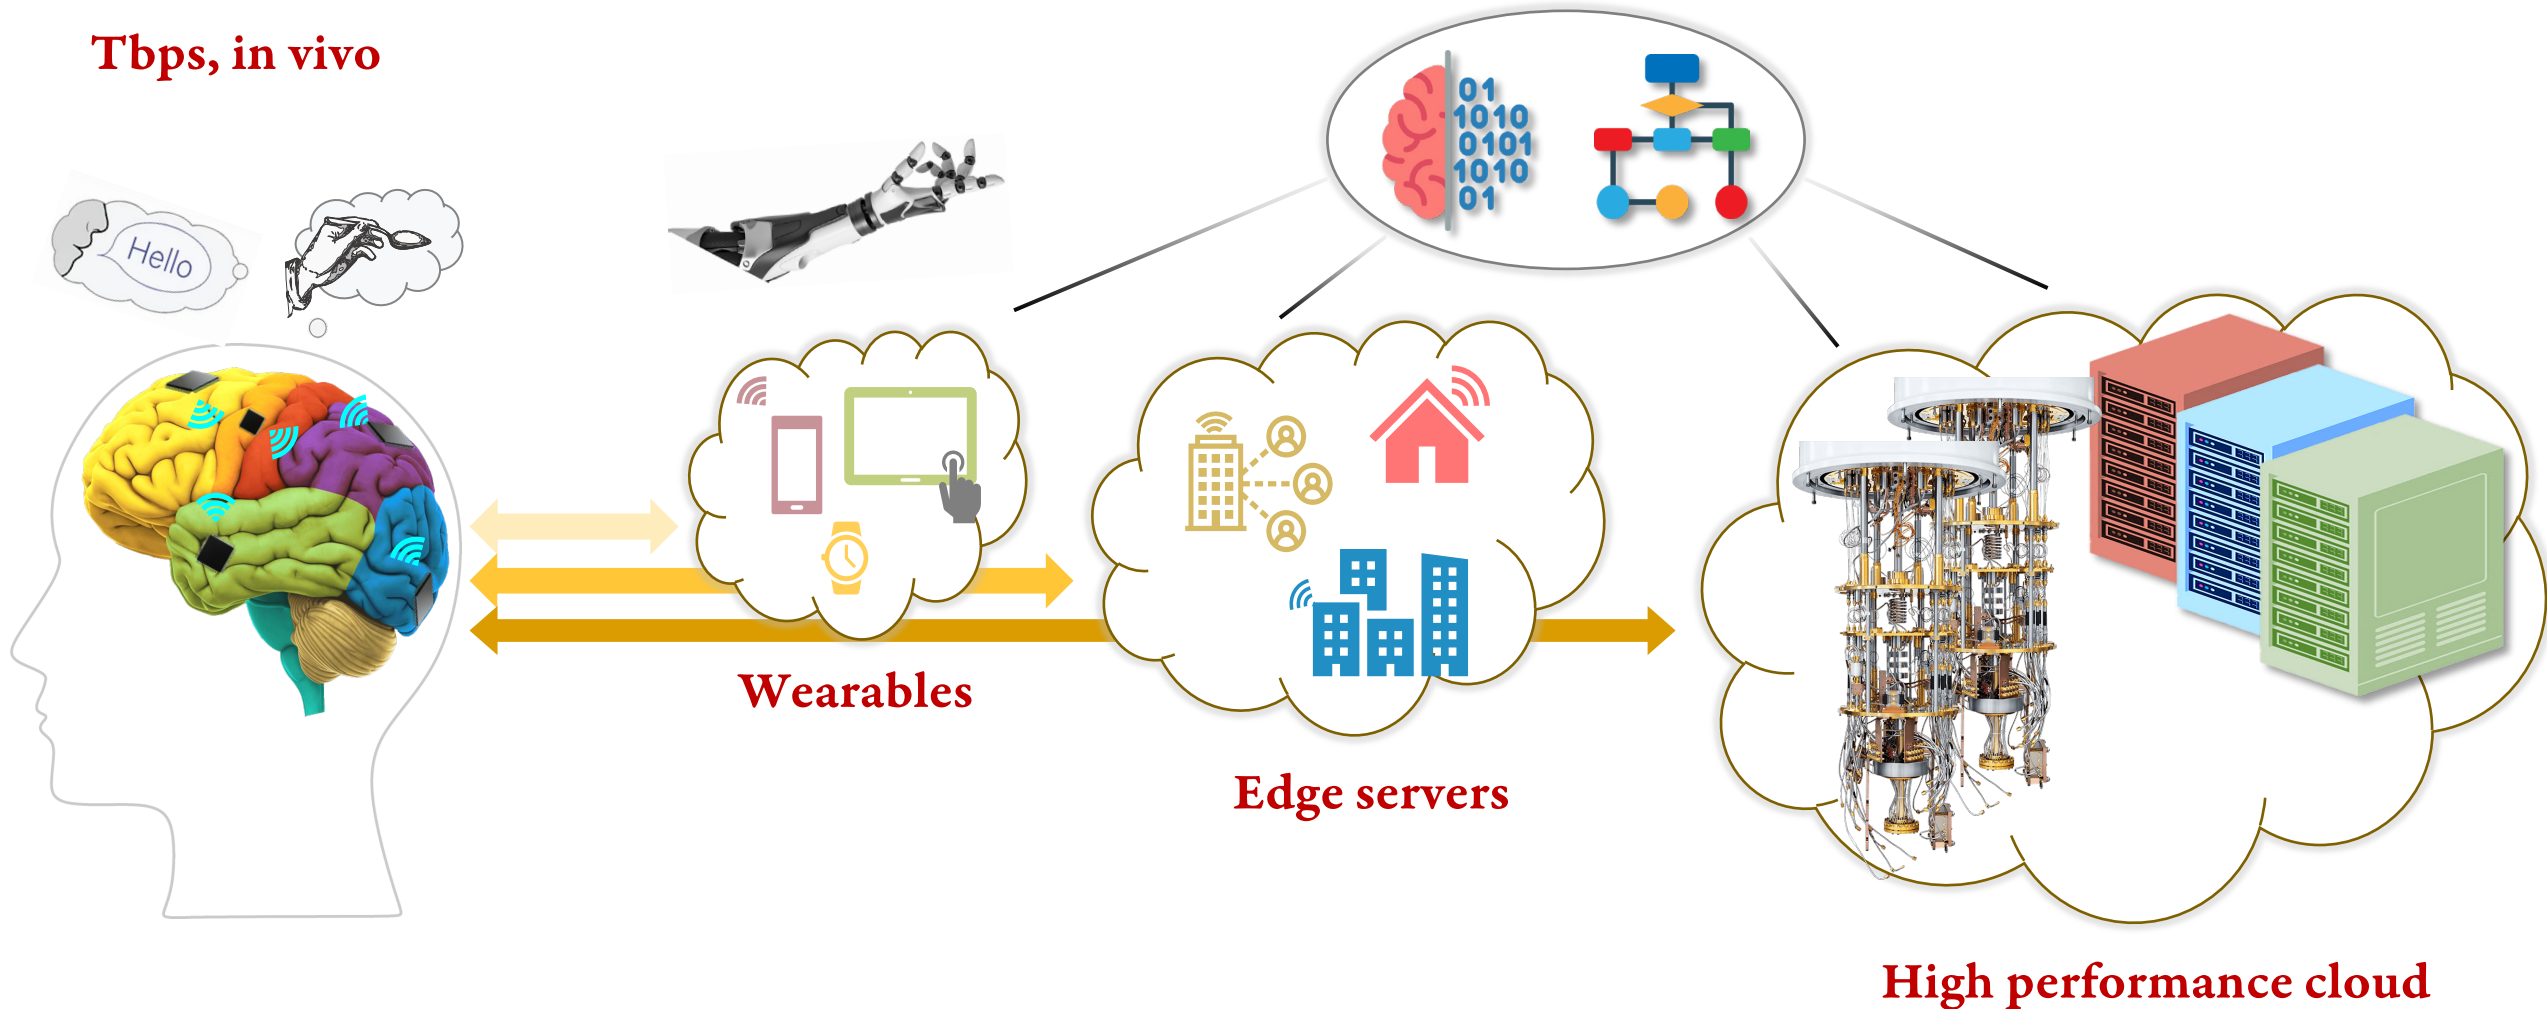 Tbps, in vivo
Hello
01
1010
0101
1010
01
Wearables
Edge servers
High performance cloud